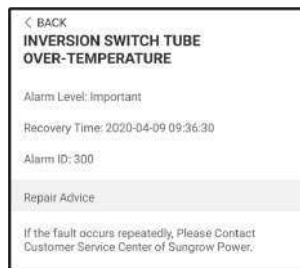 < BACK
INVERSION SWITCH TUBE
OVER-TEMPERATURE
Alarm Level: Important
Recovery Time: 2020-04-09 09:36:30
Alarm ID: 300
Repair Advice
If the fault occurs repeatedly, Please Contact
Customer Service Center of Sungrow Power.